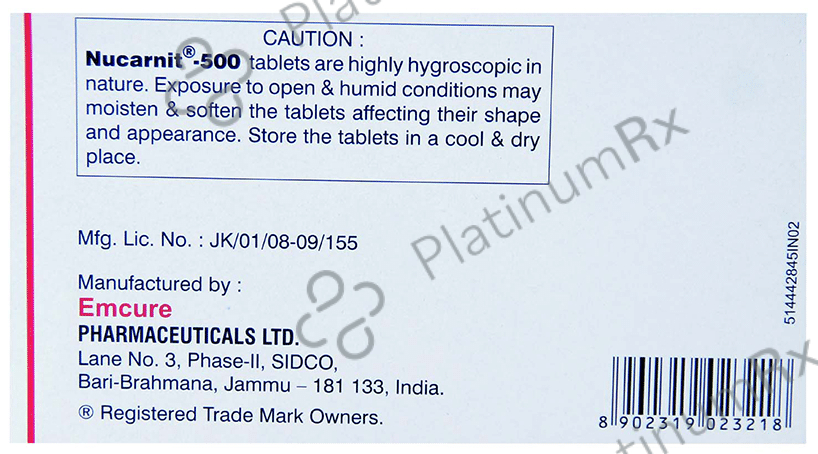 CAUTION :
Nucarnit®-500 tablets are highly hygroscopic in
nature. Exposure to open & humid conditions may
moisten & soften the tablets affecting their shape
and appearance. Store the tablets in a cool & dry
place.
Mfg. Lic. No. : JK/01/08-09/155
Manufactured by :
Emcure
PHARMACEUTICALS LTD.
Lane No. 3, Phase-II, SIDCO,
Bari-Brahmana, Jammu – 181 133, India.
® Registered Trade Mark Owners.
514442845IN02
8 902319 023218
PlatinumRx
PlatinumRx
PlatinumRx